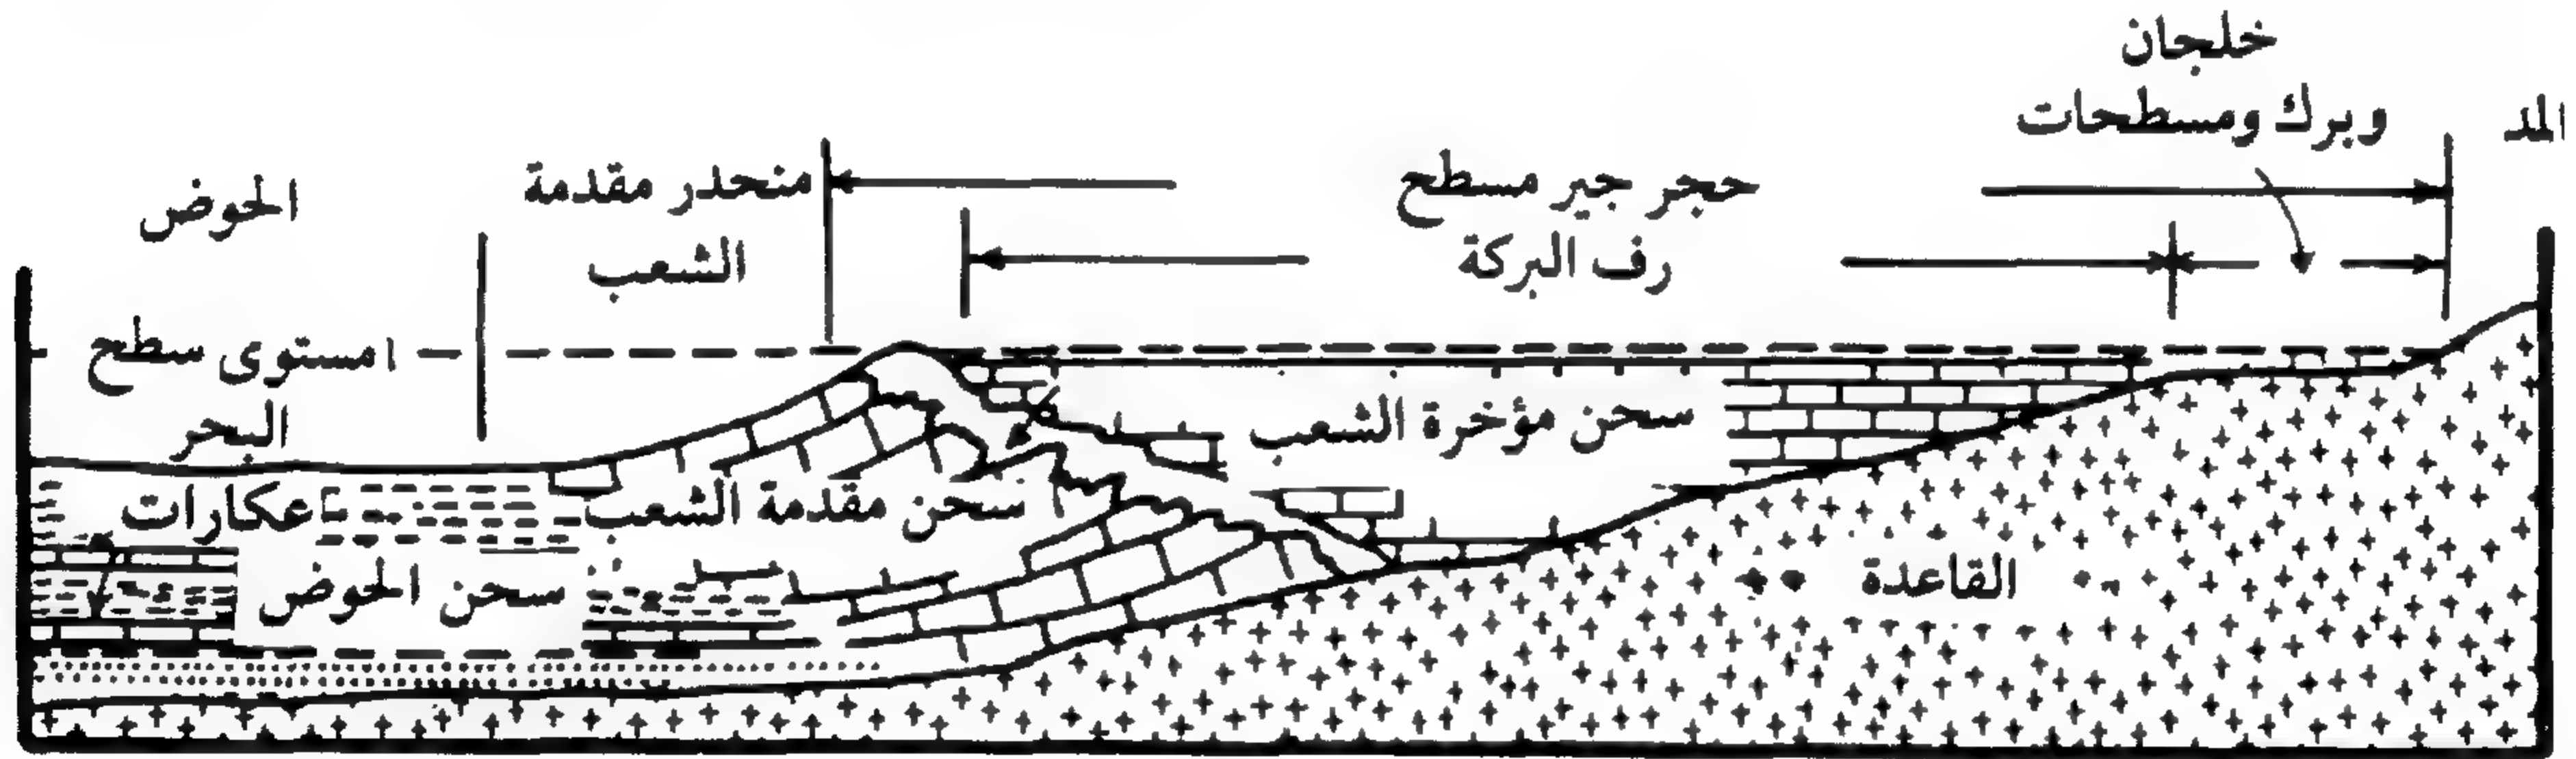 خلجان
وبرك ومسطحات
المد
حجر جير مسطح
رف البركة
منحدر مقدمة
الشعب
الحوض
مستوى سطح
البحر
سحن مؤخرة الشعب
سحن مقدمة الشعب
عكارات
سحن الحوض
القاعدة